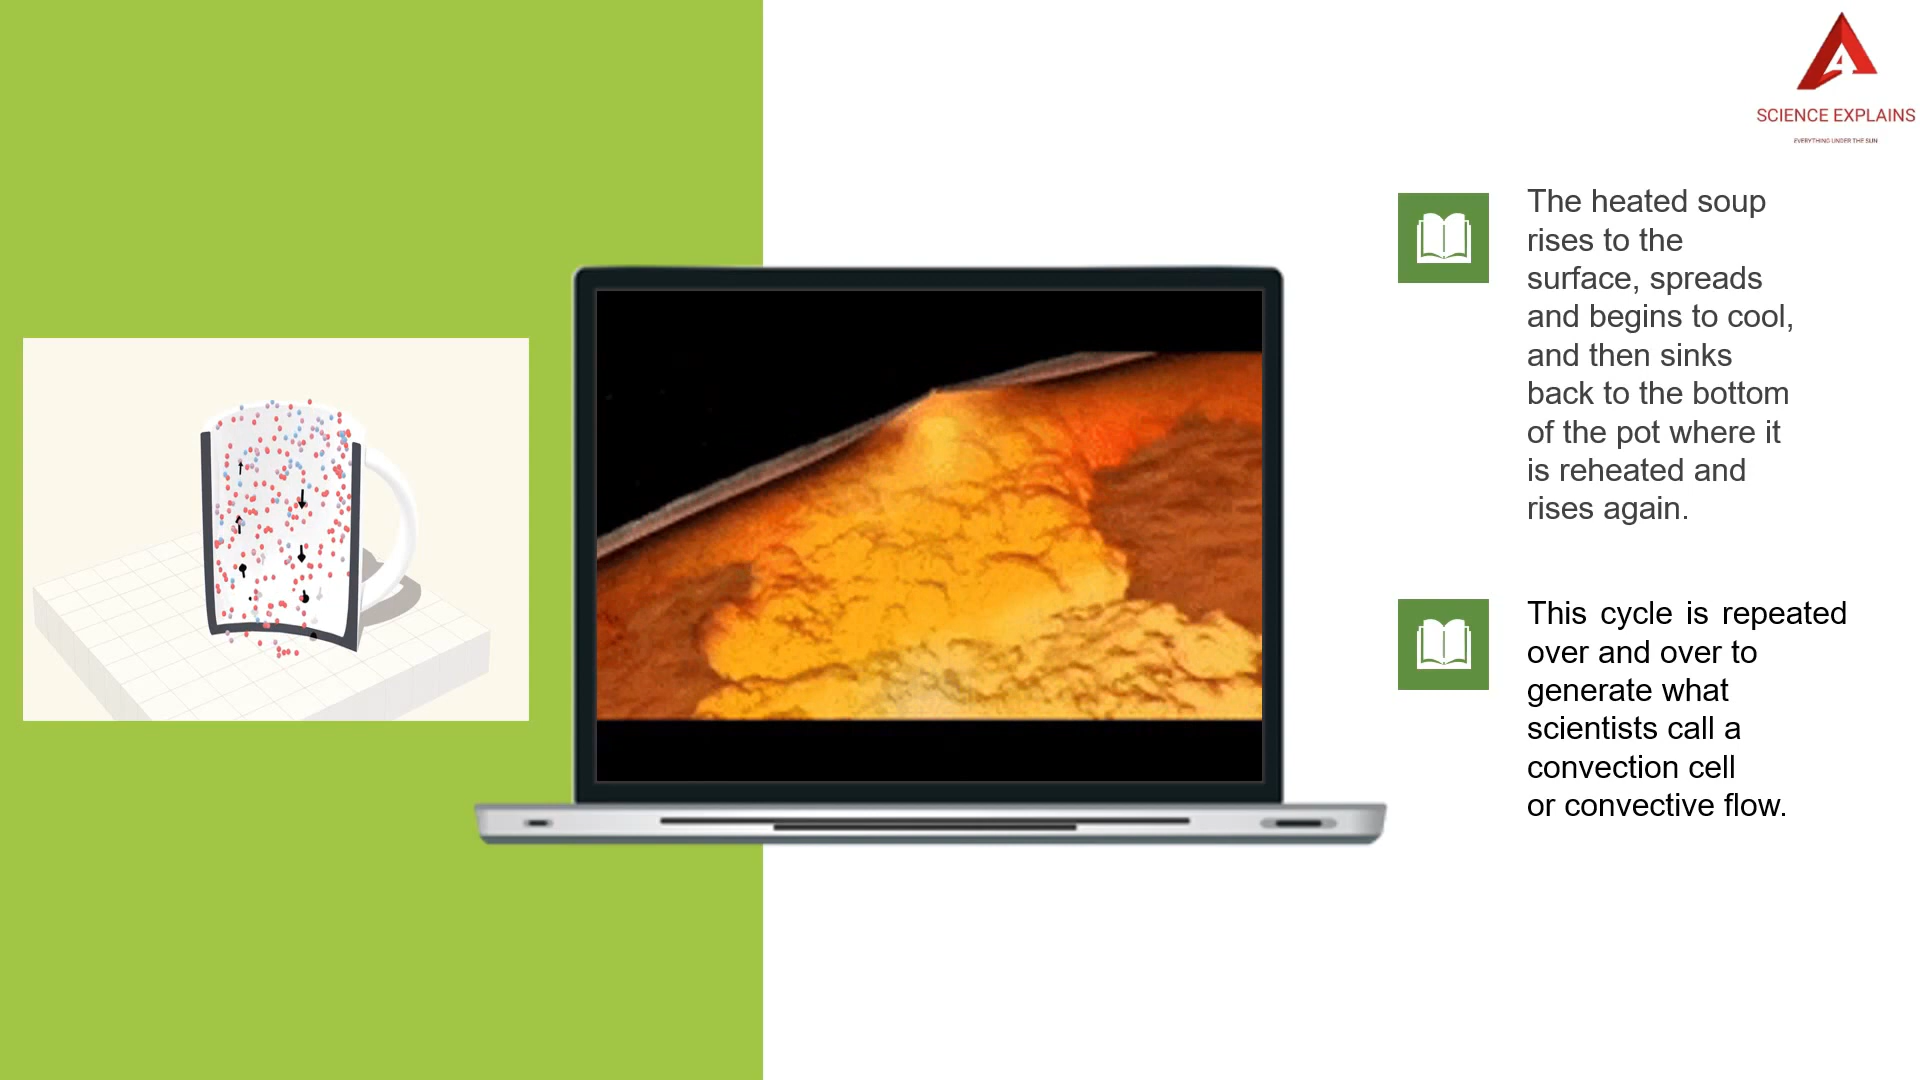 SCIENCE EXPLAINS
EVERYTHING UNDER THE SUN
The heated soup
rises to the
surface, spreads
and begins to cool,
and then sinks
back to the bottom
of the pot where it
is reheated and
rises again.
This cycle is repeated
over and over to
generate what
scientists call a
convection cell
or convective flow.